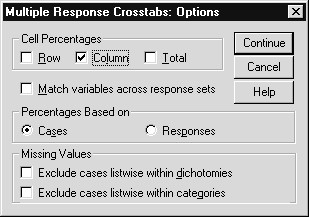 Multiple Response Crosstabs: Options
Cell Percentages
Row Column Total
Continue
Cancel
Match variables across response sets
Help
Percentages Based on
Cases Responses
Missing Values
Exclude cases listwise within dichotomies
Exclude cases listwise within categories